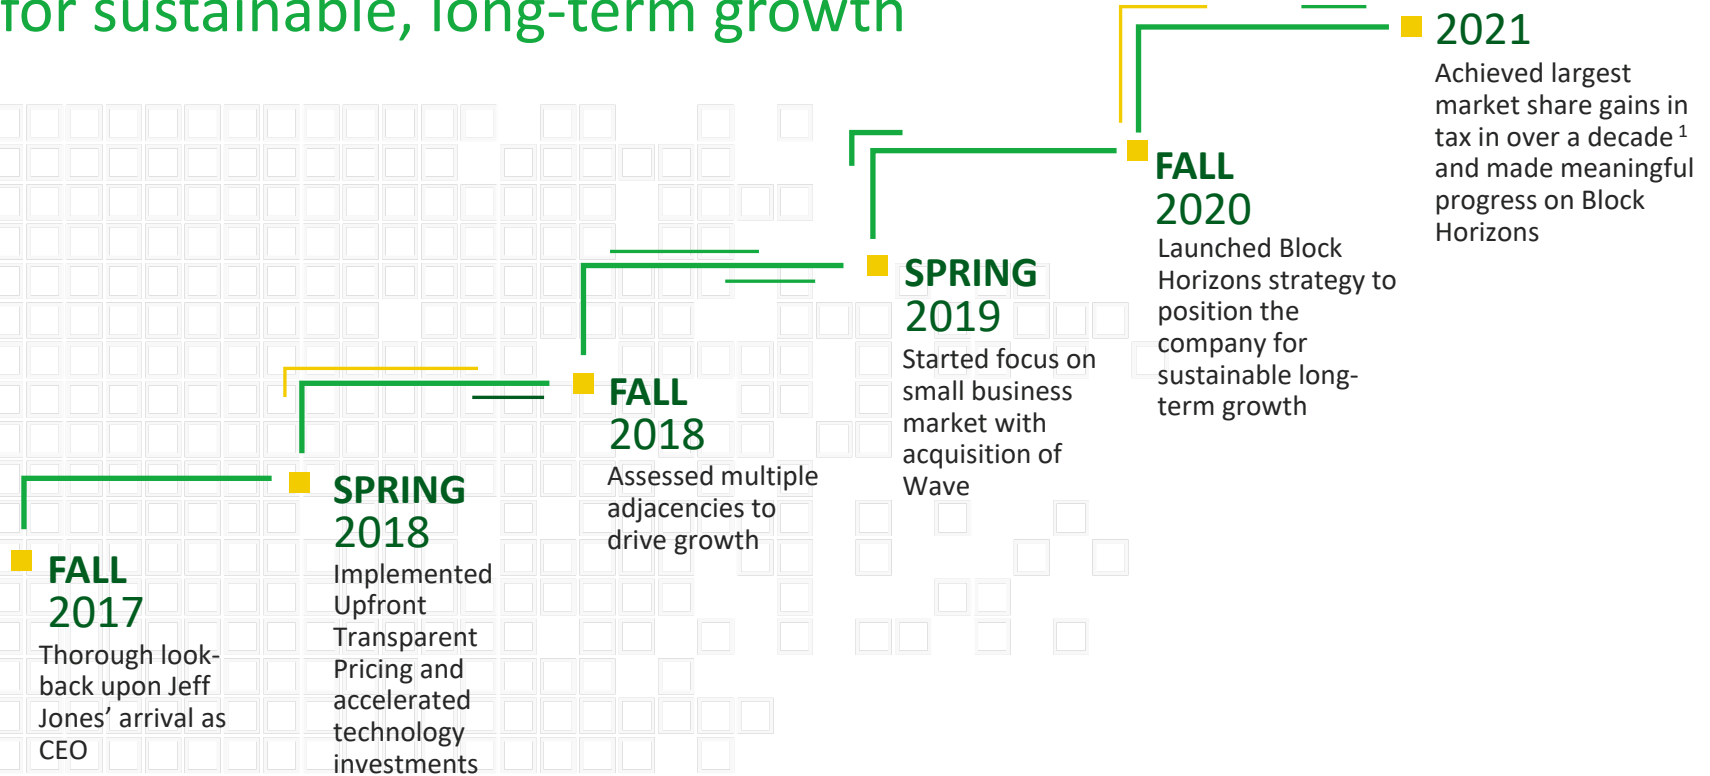 for sustainable, long-term growth
FALL
2017
Thorough look-
back upon Jeff
Jones’ arrival as
CEO
SPRING
2018
Implemented
Upfront
Transparent
Pricing and
accelerated
technology
investments
FALL
2018
Assessed multiple
adjacencies to
drive growth
SPRING
2019
Started focus on
small business
market with
acquisition of
Wave
FALL
2020
Launched Block
Horizons strategy to
position the
company for
sustainable long-
term growth
2021
Achieved largest
market share gains in
tax in over a decade 1
and made meaningful
progress on Block
Horizons